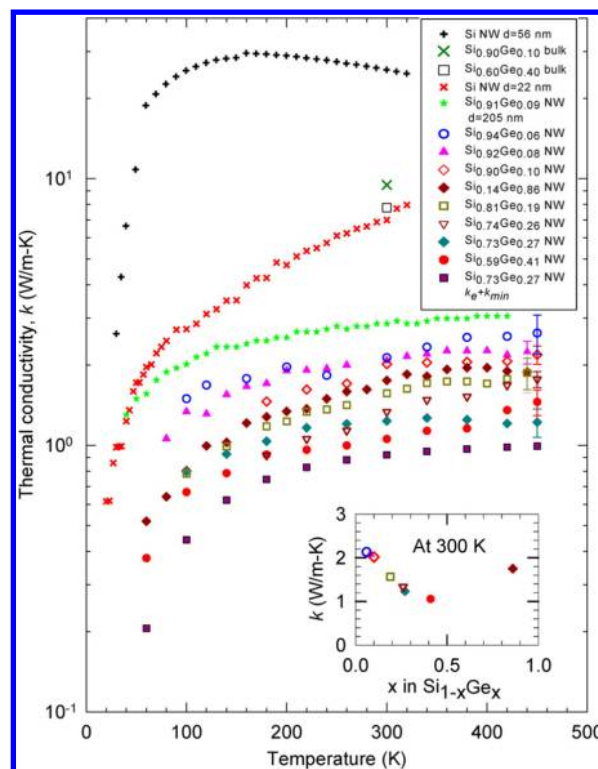 Si NW d=56 nm
Si0.90Ge0.10 bulk
Si0.60Ge0.40 bulk
Si NW d=22 nm
Si0.91Ge0.09 NW
d=205 nm
Si0.94Ge0.06 NW
Si0.92Ge0.08 NW
Si0.90Ge0.10 NW
Si0.14Ge0.86 NW
Si0.81Ge0.19 NW
Si0.74Ge0.26 NW
Si0.73Ge0.27 NW
Si0.59Ge0.41 NW
Si0.73Ge0.27 NW
ke+kmin
Thermal conductivity, k (W/m-K)
10^1
10^0
10^-1
0 100 200 300 400 500
Temperature (K)
At 300 K
k (W/m-K)
3
2
1
0
0.0 0.5 1.0
x in Si1-xGex